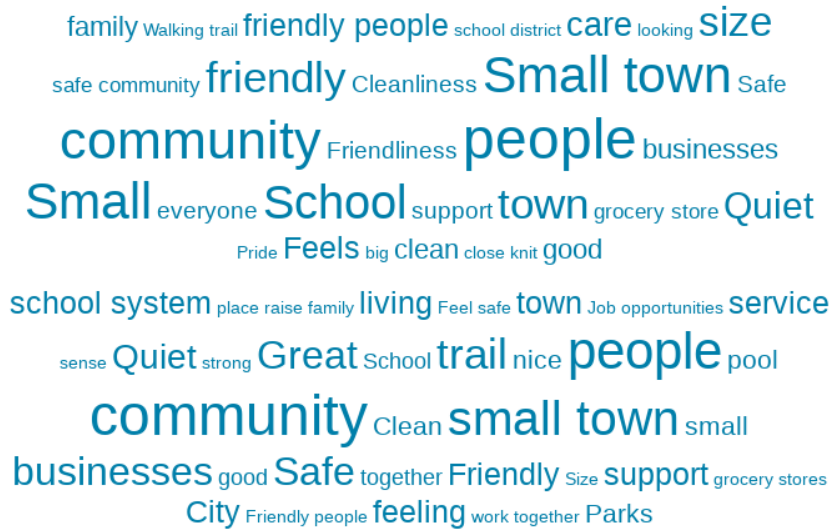 family Walking trail friendly people school district care looking size
safe community friendly Cleanliness Small town Safe
community Friendliness people businesses
Small everyone School support town grocery store Quiet
Pride Feels big clean close knit good
school system place raise family living Feel safe town Job opportunities service
sense Quiet strong Great School trail nice people pool
community Clean small town small
businesses good Safe together Friendly Size support grocery stores
City Friendly people feeling work together Parks